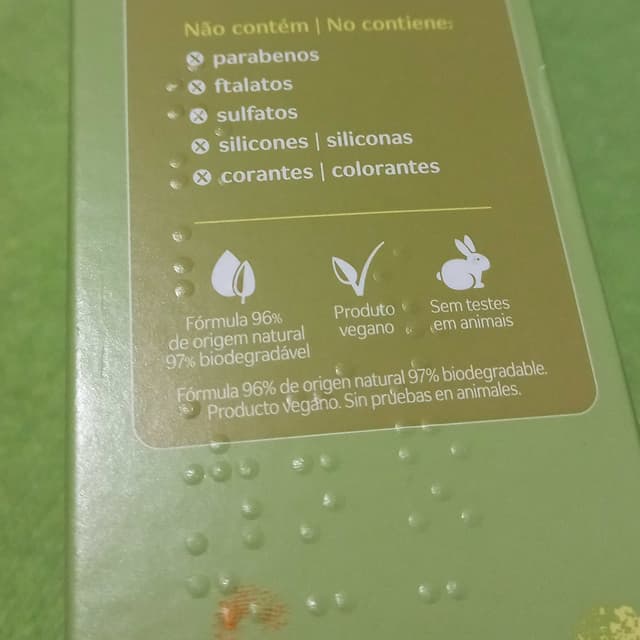 Não contém | No contiene:
parabenos
ftalatos
sulfatos
silicones | siliconas
corantes | colorantes
Fórmula 96%
de origem natural
97% biodegradável
Produto
vegano
Sem testes
em animais
Fórmula 96% de origen natural 97% biodegradable.
Producto vegano. Sin pruebas en animales.